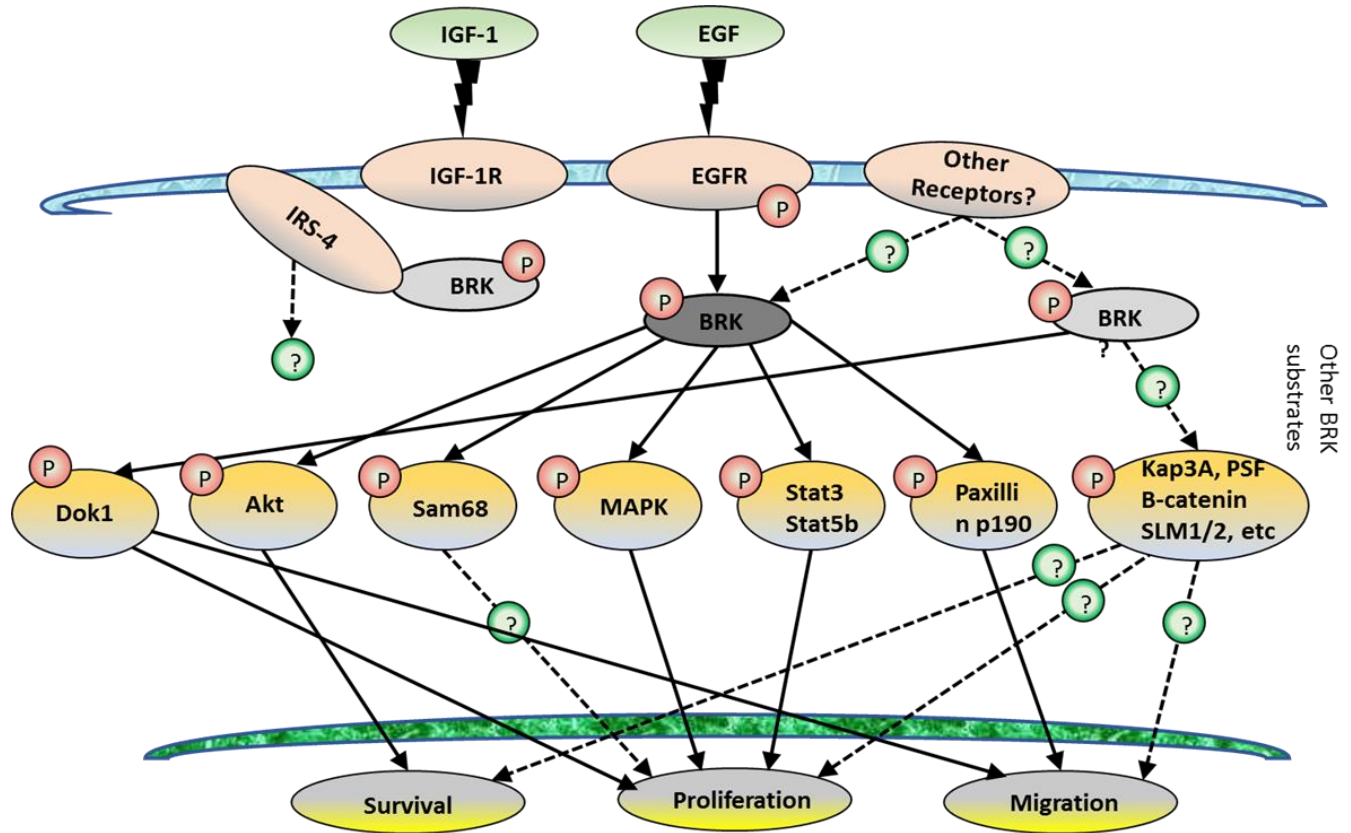 IGF-1
EGF
IGF-1R
EGFR
Other
Receptors?
P
IRS-4
?
?
P
BRK
P
BRK
P
BRK
?
?
?
Other BRK
substrates
P
Dok1
P
Akt
P
Sam68
P
MAPK
P
Stat3
Stat5b
P
Paxilli
n p190
P
Kap3A, PSF
B-catenin
SLM1/2, etc
?
?
?
?
Survival
Proliferation
Migration